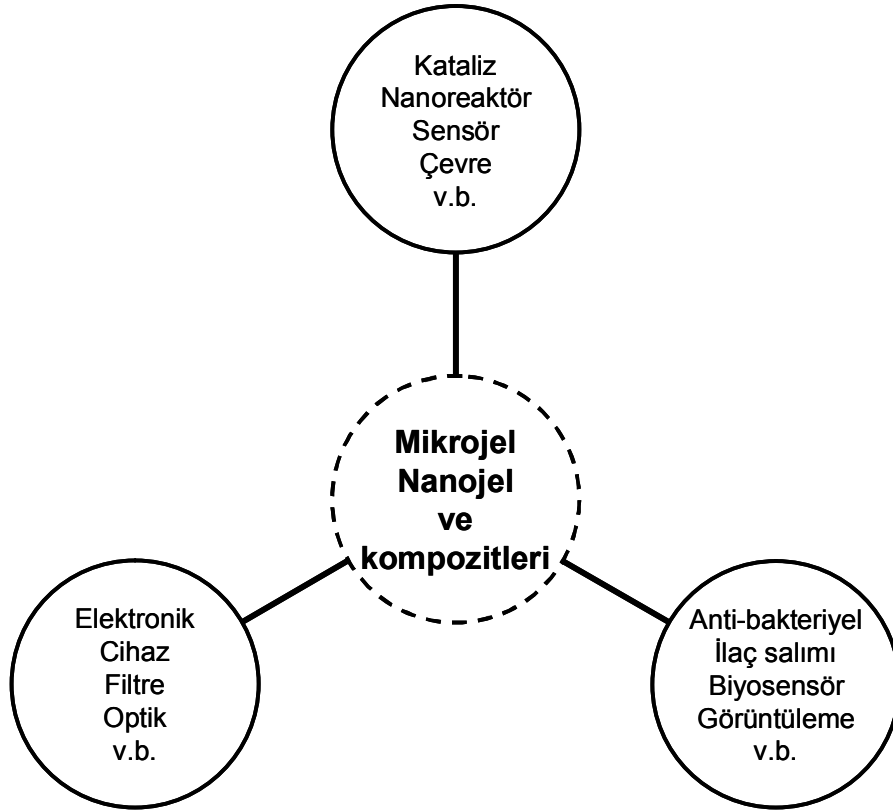 Kataliz
Nanoreaktör
Sensör
Çevre
v.b.
Mikrojel
Nanojel
ve
kompozitleri
Elektronik
Cihaz
Filtre
Optik
v.b.
Anti-bakteriyel
İlaç salımı
Biyosensör
Görüntüleme
v.b.